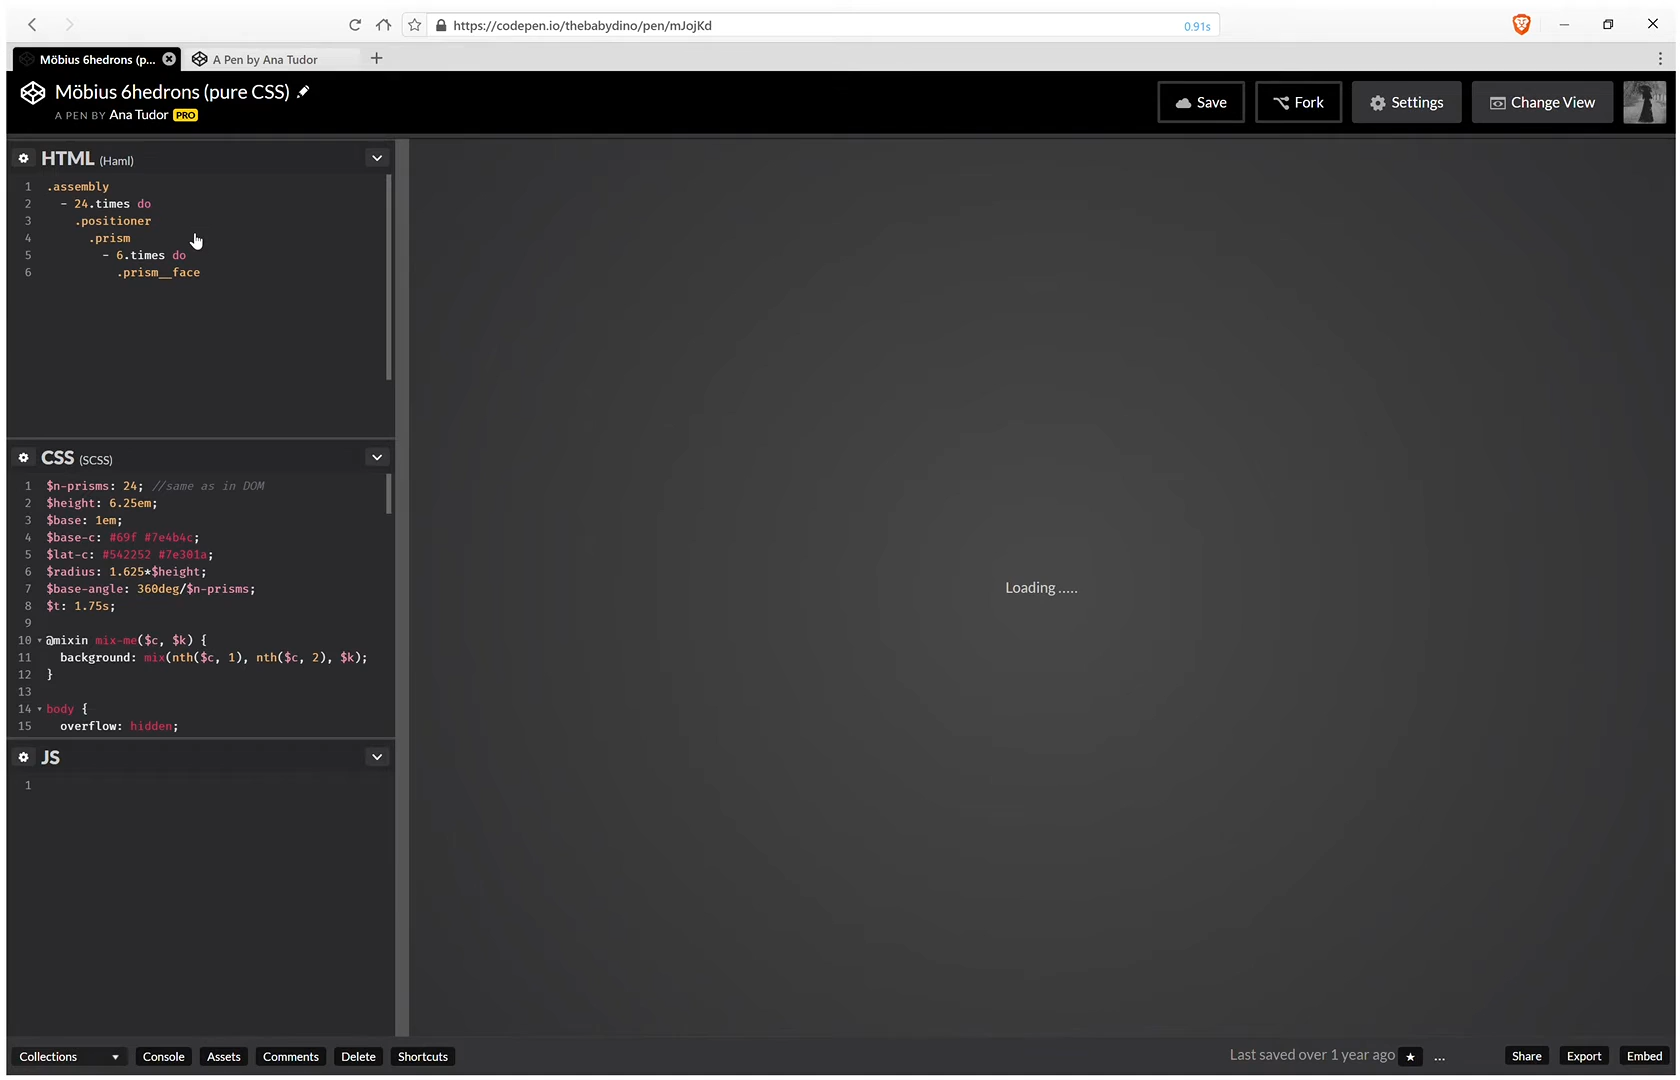 https://codepen.io/thebabydino/pen/mJojKd
0.91s
Möbius 6hedrons (p...
A Pen by Ana Tudor
Möbius 6hedrons (pure CSS)
A PEN BY Ana Tudor PRO
Save
Fork
Settings
Change View
HTML (Haml)
1 .assembly
2 - 24.times do
3 .positioner
4 .prism
5 - 6.times do
6 .prism__face
CSS (SCSS)
1 $n-prisms: 24; //same as in DOM
2 $height: 6.25em;
3 $base: 1em;
4 $base-c: #69f #7e4b4c;
5 $lat-c: #542252 #7e301a;
6 $radius: 1.625*$height;
7 $base-angle: 360deg/$n-prisms;
8 $t: 1.75s;
9
10 @mixin mix-me($c, $k) {
11 background: mix(nth($c, 1), nth($c, 2), $k);
12 }
13
14 body {
15 overflow: hidden;
JS
1
Loading .....
Collections
Console
Assets
Comments
Delete
Shortcuts
Last saved over 1 year ago
...
Share
Export
Embed